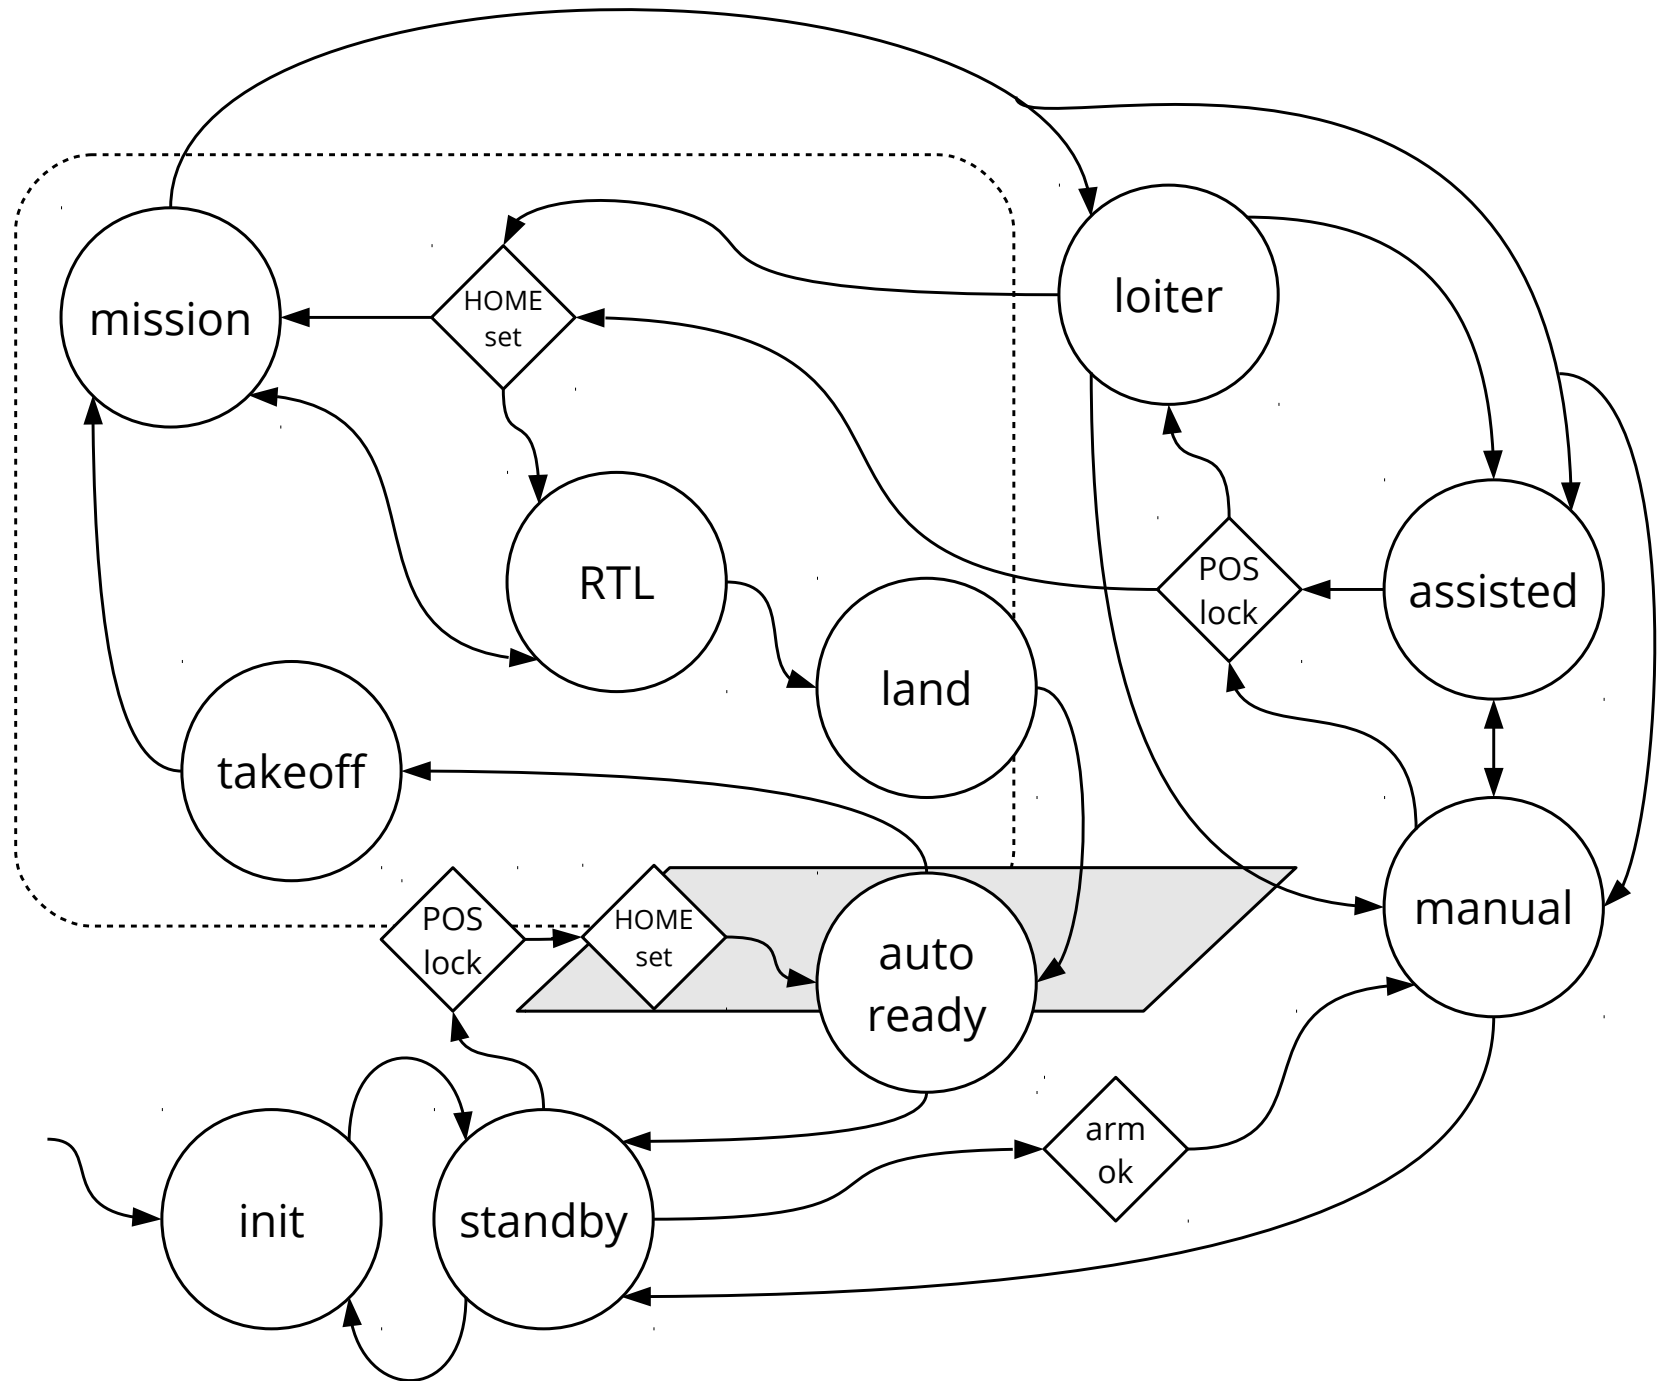 mission
HOME
set
loiter
RTL
POS
lock
assisted
land
takeoff
manual
POS
lock
HOME
set
auto
ready
arm
ok
init
standby